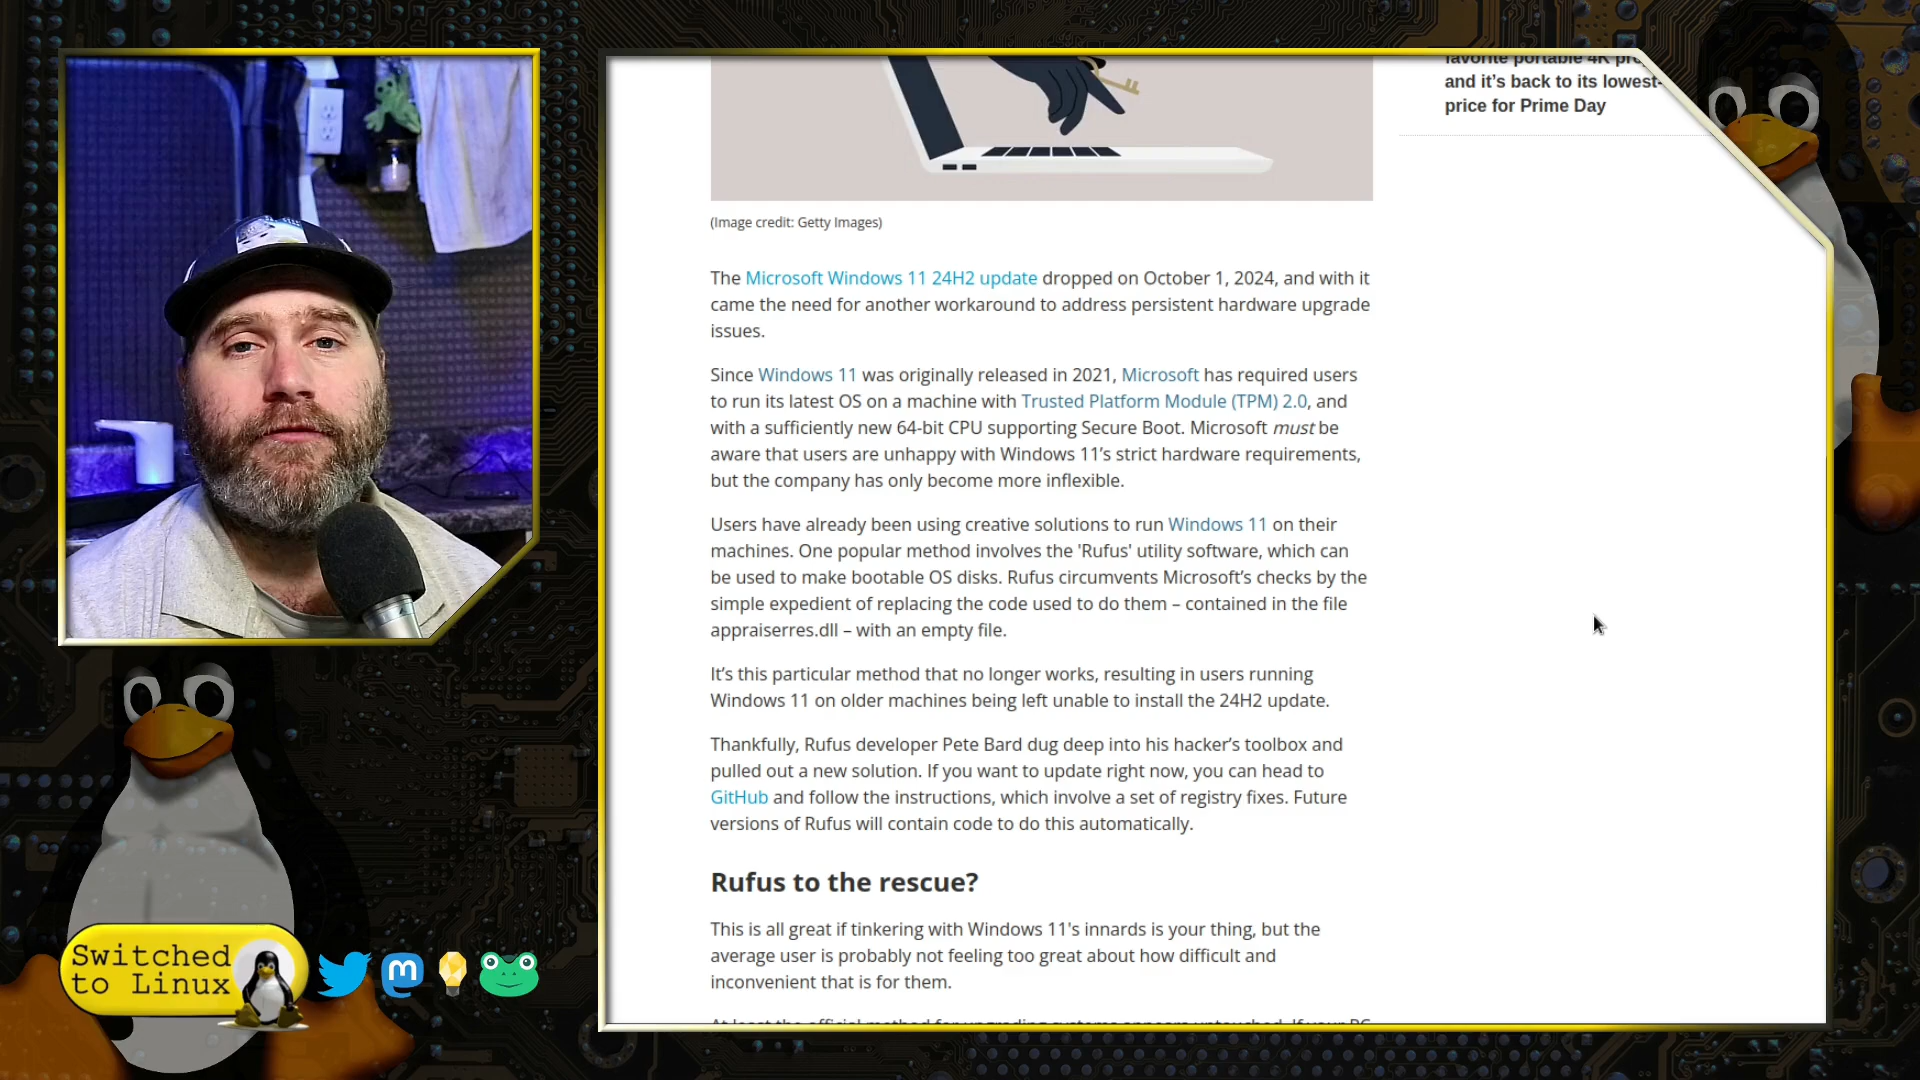 favorite portable 4K
and it's back to its lowest-
price for Prime Day
(Image credit: Getty Images)
The Microsoft Windows 11 24H2 update dropped on October 1, 2024, and with it
came the need for another workaround to address persistent hardware upgrade
issues.
Since Windows 11 was originally released in 2021, Microsoft has required users
to run its latest OS on a machine with Trusted Platform Module (TPM) 2.0, and
with a sufficiently new 64-bit CPU supporting Secure Boot. Microsoft must be
aware that users are unhappy with Windows 11's strict hardware requirements,
but the company has only become more inflexible.
Users have already been using creative solutions to run Windows 11 on their
machines. One popular method involves the 'Rufus' utility software, which can
be used to make bootable OS disks. Rufus circumvents Microsoft's checks by the
simple expedient of replacing the code used to do them – contained in the file
appraiserres.dll – with an empty file.
It's this particular method that no longer works, resulting in users running
Windows 11 on older machines being left unable to install the 24H2 update.
Thankfully, Rufus developer Pete Bard dug deep into his hacker's toolbox and
pulled out a new solution. If you want to update right now, you can head to
GitHub and follow the instructions, which involve a set of registry fixes. Future
versions of Rufus will contain code to do this automatically.
Rufus to the rescue?
This is all great if tinkering with Windows 11's innards is your thing, but the
average user is probably not feeling too great about how difficult and
inconvenient that is for them.
At least the official method for upgrading systems appears untouched. If your PC
Switched
to Linux
m